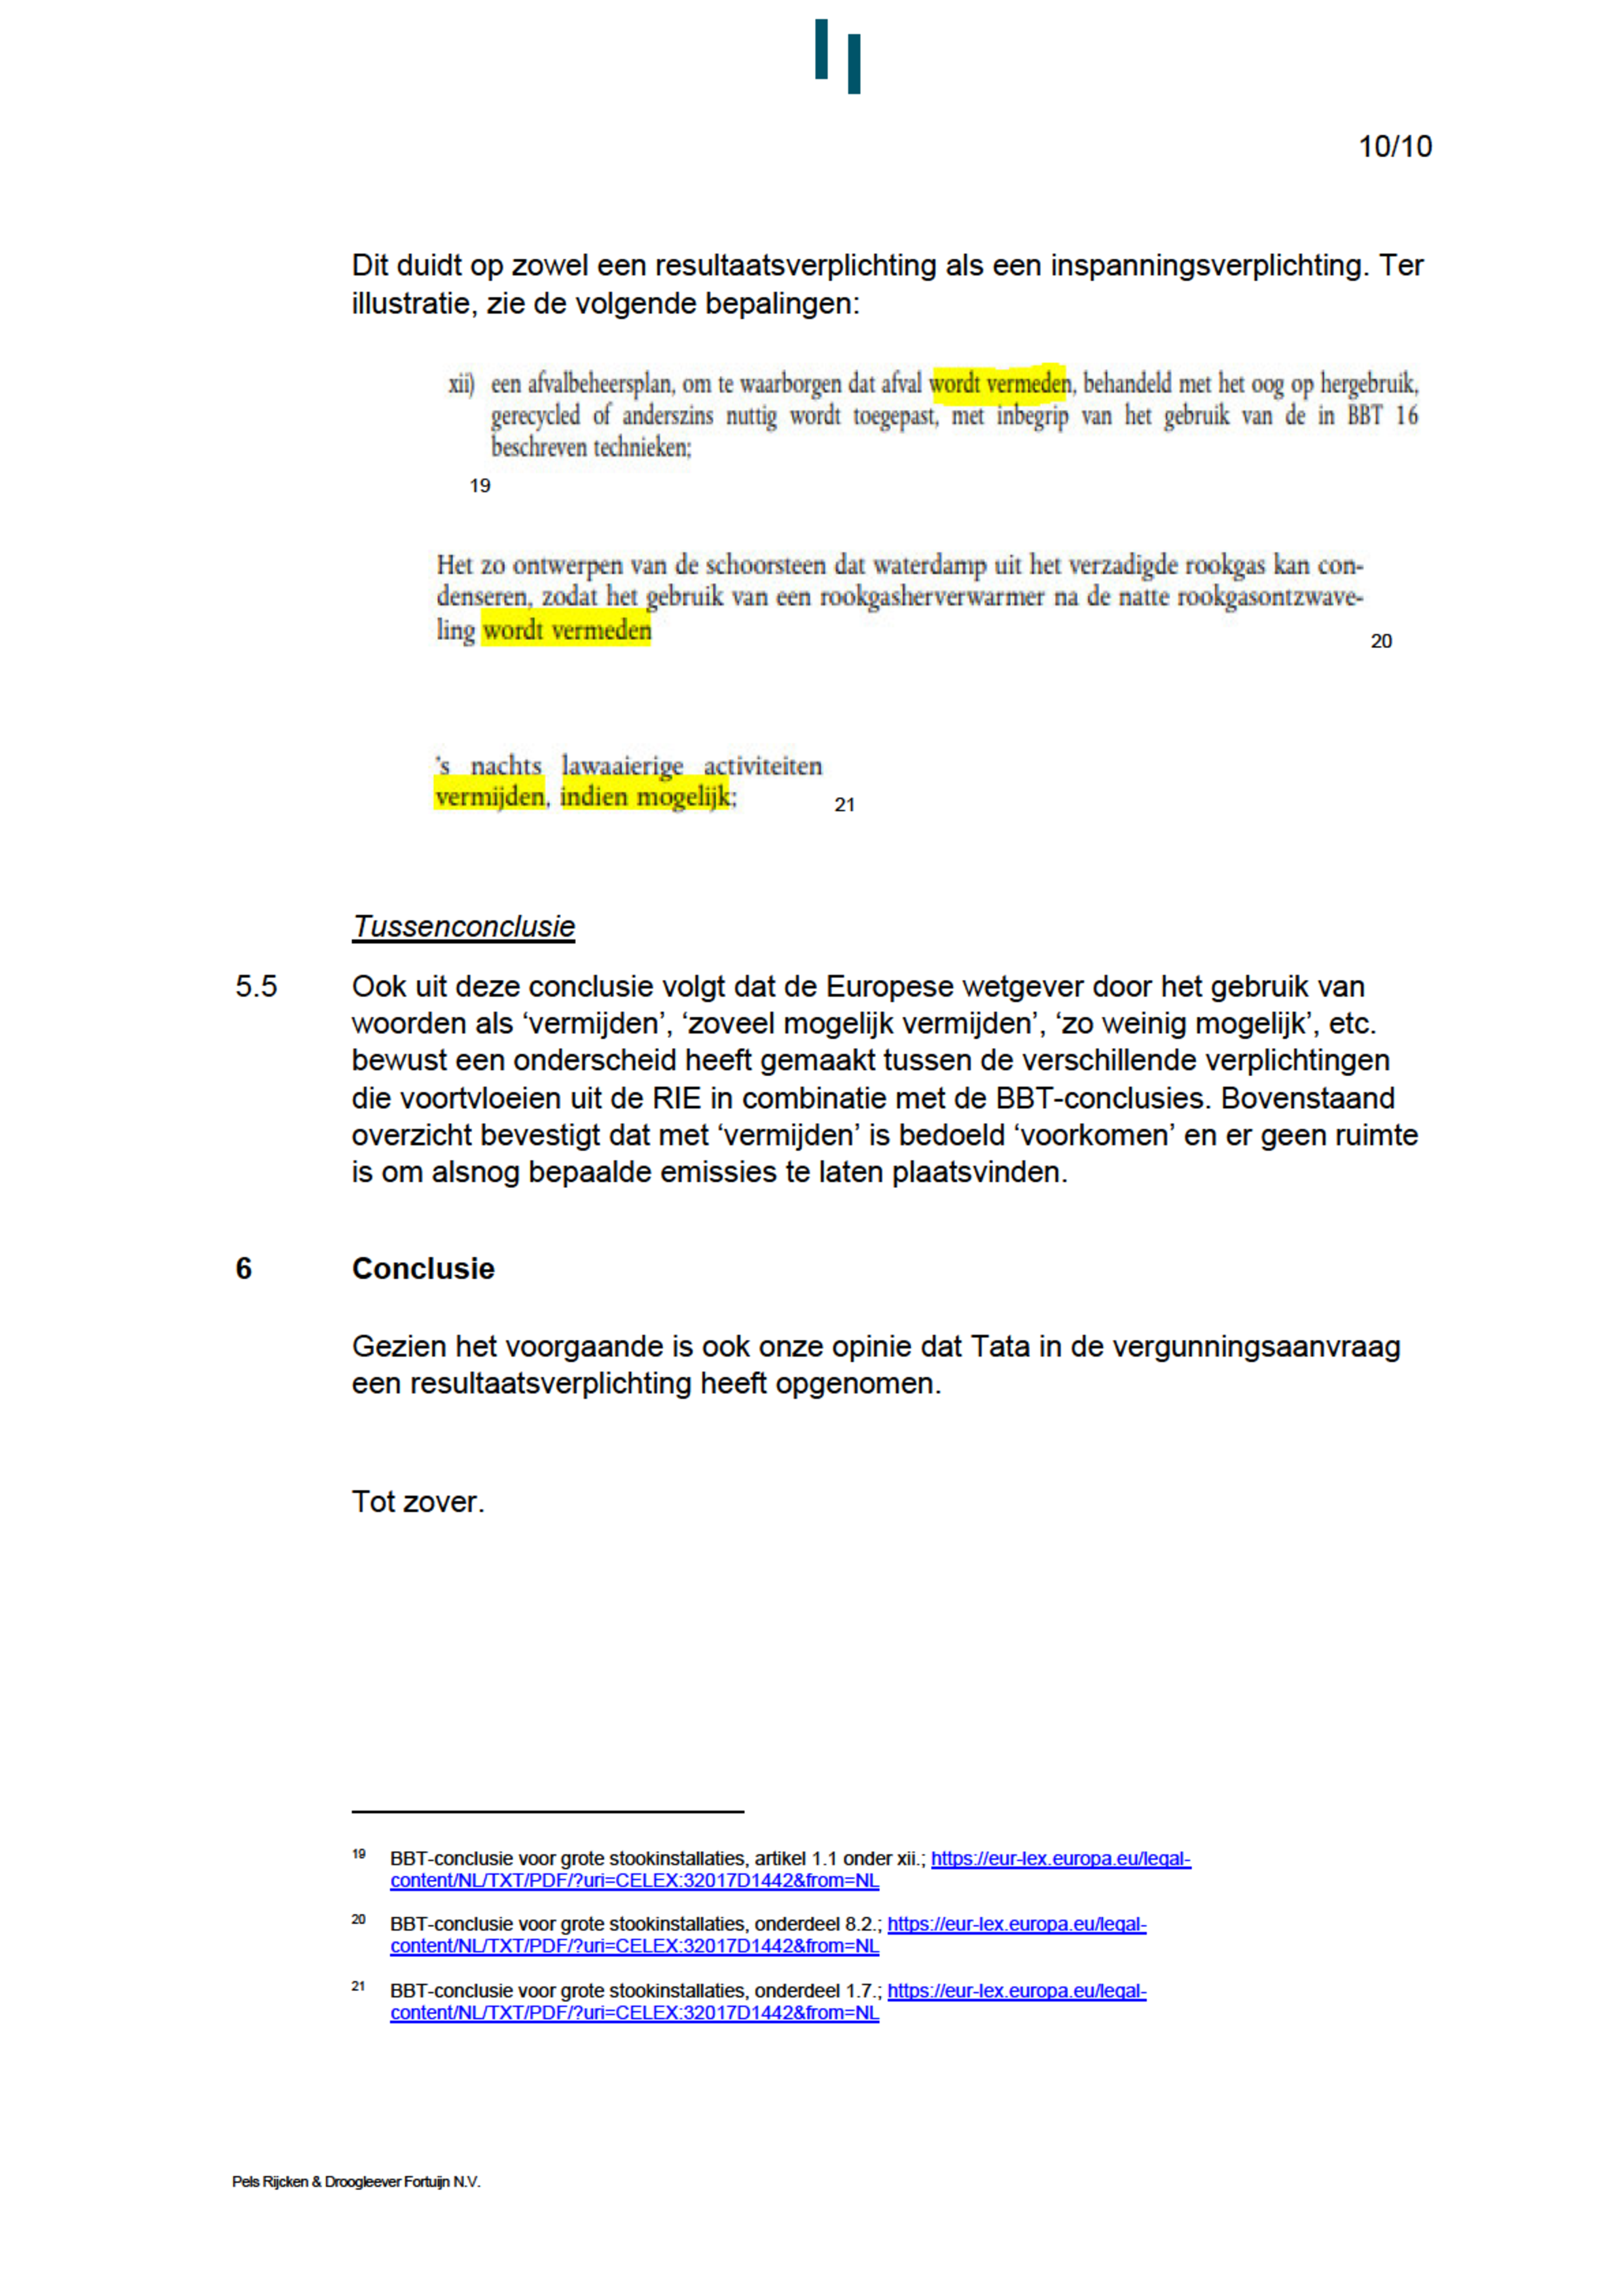 10/10
Dit duidt op zowel een resultaatsverplichting als een inspanningsverplichting. Ter
illustratie, zie de volgende bepalingen:
xii) een afvalbeheersplan, om te waarborgen dat afval wordt vermeden, behandeld met het oog op hergebruik,
gerecycled of anderszins nuttig wordt toegepast, met inbegrip van het gebruik van de in BBT 16
beschreven technieken;
19
Het zo ontwerpen van de schoorsteen dat waterdamp uit het verzadigde rookgas kan con-
denseren, zodat het gebruik van een rookgasherverwarmer na de natte rookgasontzwave-
ling wordt vermeden
20
's nachts lawaaierige activiteiten
vermijden, indien mogelijk;
21
Tussenconclusie
5.5 Ook uit deze conclusie volgt dat de Europese wetgever door het gebruik van
woorden als ‘vermijden’, ‘zoveel mogelijk vermijden’, ‘zo weinig mogelijk’, etc.
bewust een onderscheid heeft gemaakt tussen de verschillende verplichtingen
die voortvloeien uit de RIE in combinatie met de BBT-conclusies. Bovenstaand
overzicht bevestigt dat met ‘vermijden’ is bedoeld ‘voorkomen’ en er geen ruimte
is om alsnog bepaalde emissies te laten plaatsvinden.
6 Conclusie
Gezien het voorgaande is ook onze opinie dat Tata in de vergunningsaanvraag
een resultaatsverplichting heeft opgenomen.
Tot zover.
19 BBT-conclusie voor grote stookinstallaties, artikel 1.1 onder xii.; https://eur-lex.europa.eu/legal-
content/NL/TXT/PDF/?uri=CELEX:32017D1442&from=NL
20 BBT-conclusie voor grote stookinstallaties, onderdeel 8.2.; https://eur-lex.europa.eu/legal-
content/NL/TXT/PDF/?uri=CELEX:32017D1442&from=NL
21 BBT-conclusie voor grote stookinstallaties, onderdeel 1.7.; https://eur-lex.europa.eu/legal-
content/NL/TXT/PDF/?uri=CELEX:32017D1442&from=NL
Pels Rijcken & Droogleever Fortuijn N.V.